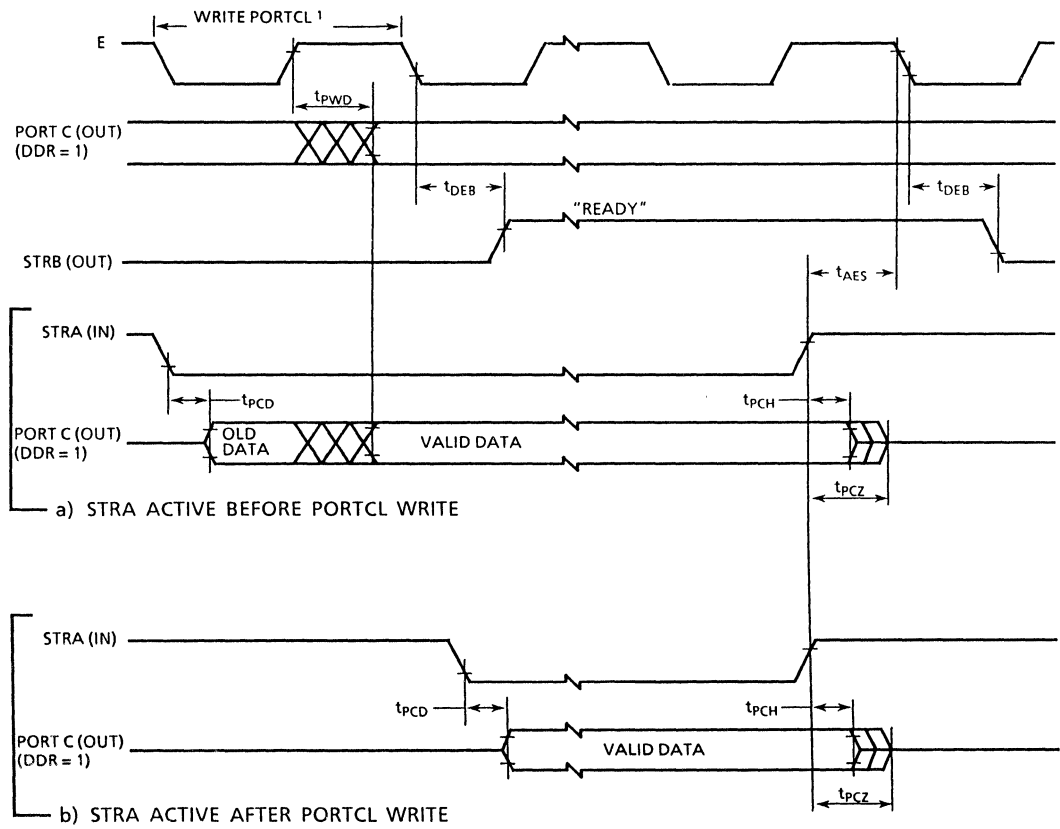 WRITE PORTCL 1
E
tPWD
PORT C (OUT)
(DDR = 1)
tDEB
tDEB
"READY"
STRB (OUT)
tAES
STRA (IN)
tPCD
tPCH
PORT C (OUT)
(DDR = 1)
OLD
DATA
VALID DATA
tPCZ
a) STRA ACTIVE BEFORE PORTCL WRITE
STRA (IN)
tPCD
tPCH
PORT C (OUT)
(DDR = 1)
VALID DATA
tPCZ
b) STRA ACTIVE AFTER PORTCL WRITE